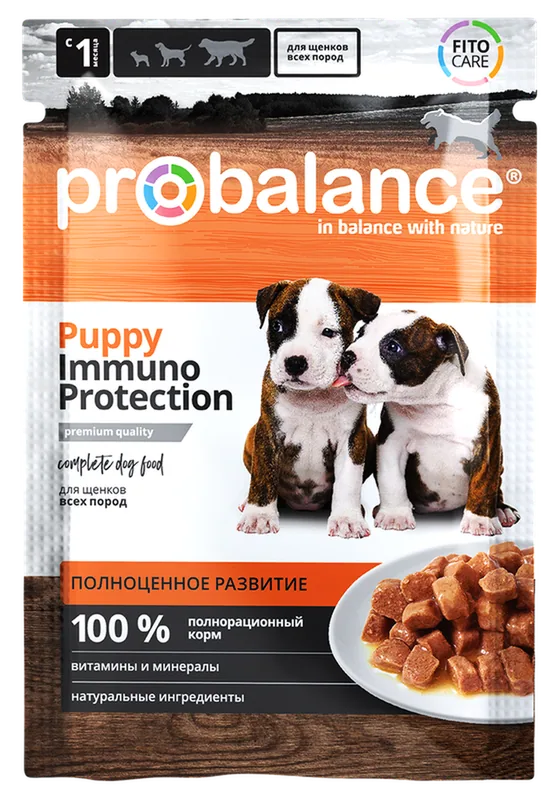 с 1
месяца
для щенков
всех пород
FITO
CARE
probalance®
in balance with nature
Puppy
Immuno
Protection
premium quality
complete dog food
для щенков
всех пород
ПОЛНОЦЕННОЕ РАЗВИТИЕ
100 % полнорационный
корм
витамины и минералы
натуральные ингредиенты